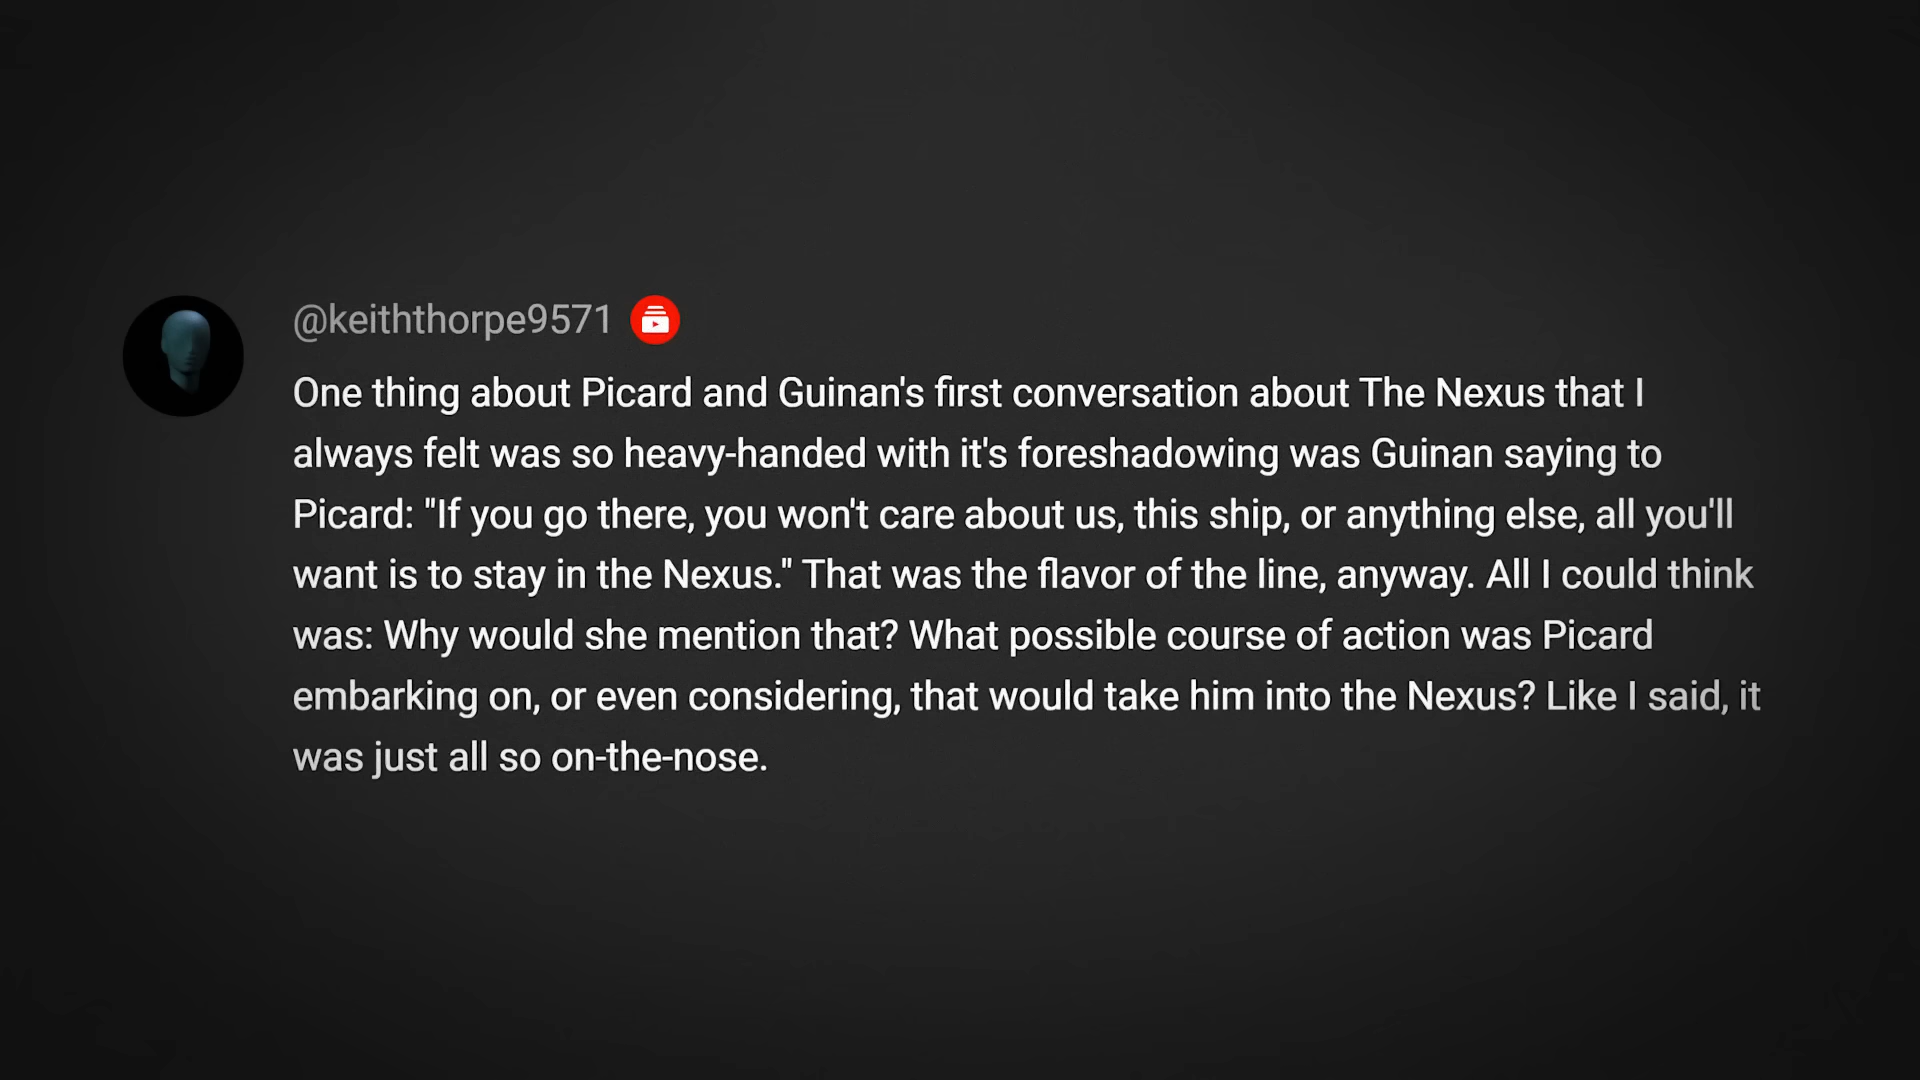 @keiththorpe9571
One thing about Picard and Guinan's first conversation about The Nexus that I
always felt was so heavy-handed with it's foreshadowing was Guinan saying to
Picard: "If you go there, you won't care about us, this ship, or anything else, all you'll
want is to stay in the Nexus." That was the flavor of the line, anyway. All I could think
was: Why would she mention that? What possible course of action was Picard
embarking on, or even considering, that would take him into the Nexus? Like I said, it
was just all so on-the-nose.